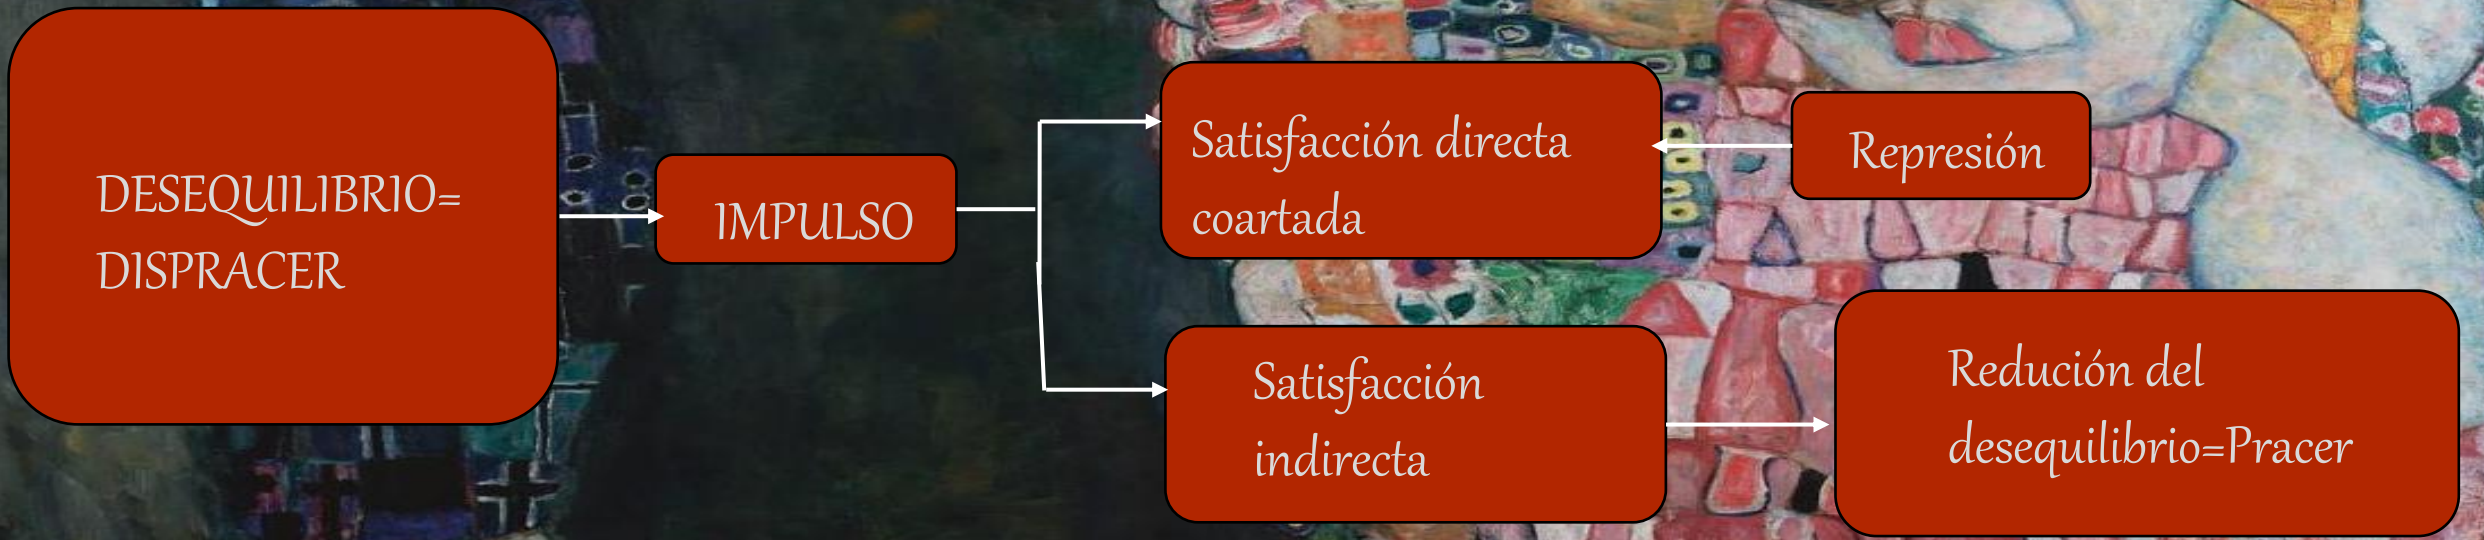 DESEQUILIBRIO=
DISPRACER
IMPULSO
Satisfacción directa
coartada
Represión
Satisfacción
indirecta
Redución del
desequilibrio=Pracer